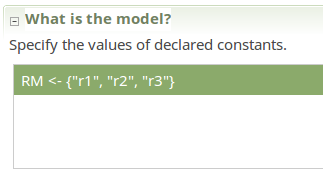 What is the model?
Specify the values of declared constants.
RM <- {"r1", "r2", "r3"}